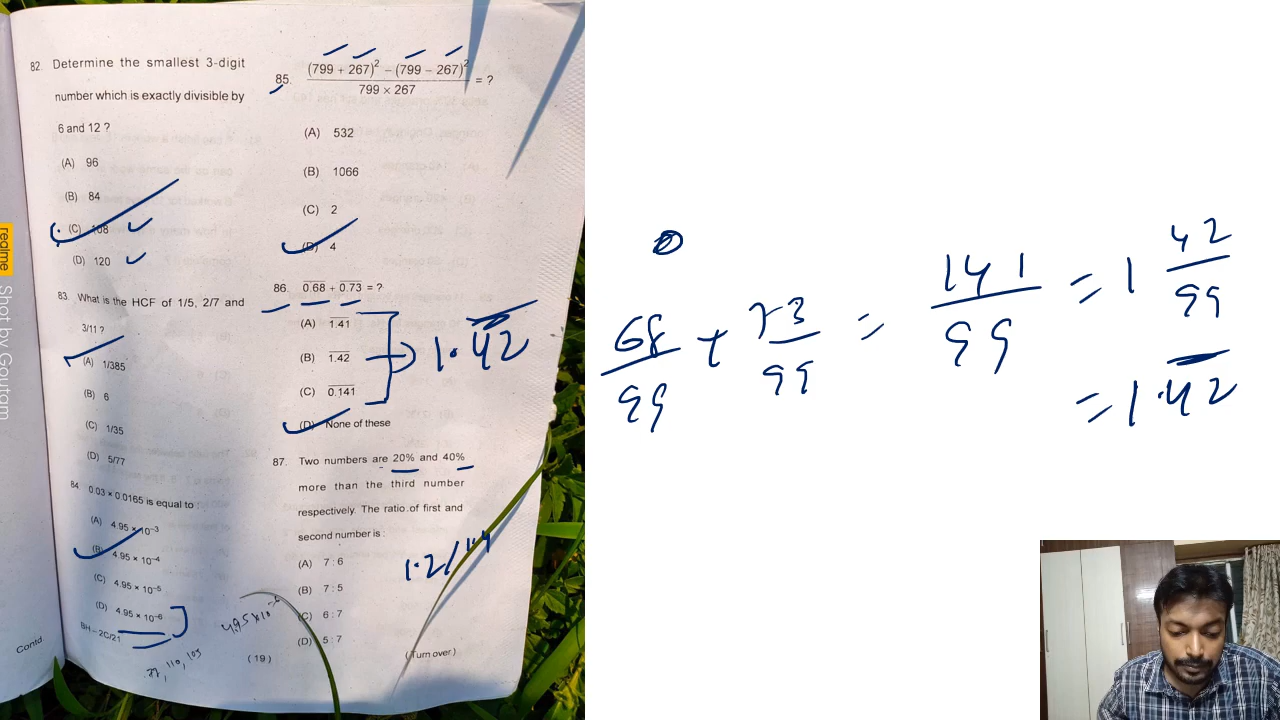 82. Determine the smallest 3-digit
number which is exactly divisible by
6 and 12 ?
(A) 96
(B) 84
(C) 108
(D) 120
83. What is the HCF of 1/5, 2/7 and
3/11 ?
(A) 1/385
(B) 6
(C) 1/35
(D) 5/77
84 0.03 × 0.0165 is equal to :
(A) 4.95 × 10⁻³
(B) 4.95 × 10⁻⁴
(C) 4.95 × 10⁻⁵
(D) 4.95 × 10⁻⁶
BH – 2C/21
(19)
Contd.
85. (799 + 267)² − (799 − 267)² / 799 × 267 = ?
(A) 532
(B) 1066
(C) 2
(D) 4
86. 0.68 + 0.73 = ?
(A) 1.41
(B) 1.42
(C) 0.141
(D) None of these
1.42
87. Two numbers are 20% and 40%
more than the third number
respectively. The ratio of first and
second number is :
1.2/1.4
(A) 7 : 6
(B) 7 : 5
(C) 6 : 7
(D) 5 : 7
(Turn over)
68/99 + 73/99 = 141/99 = 1 42/99
= 1.42
realme Shot by Goutam